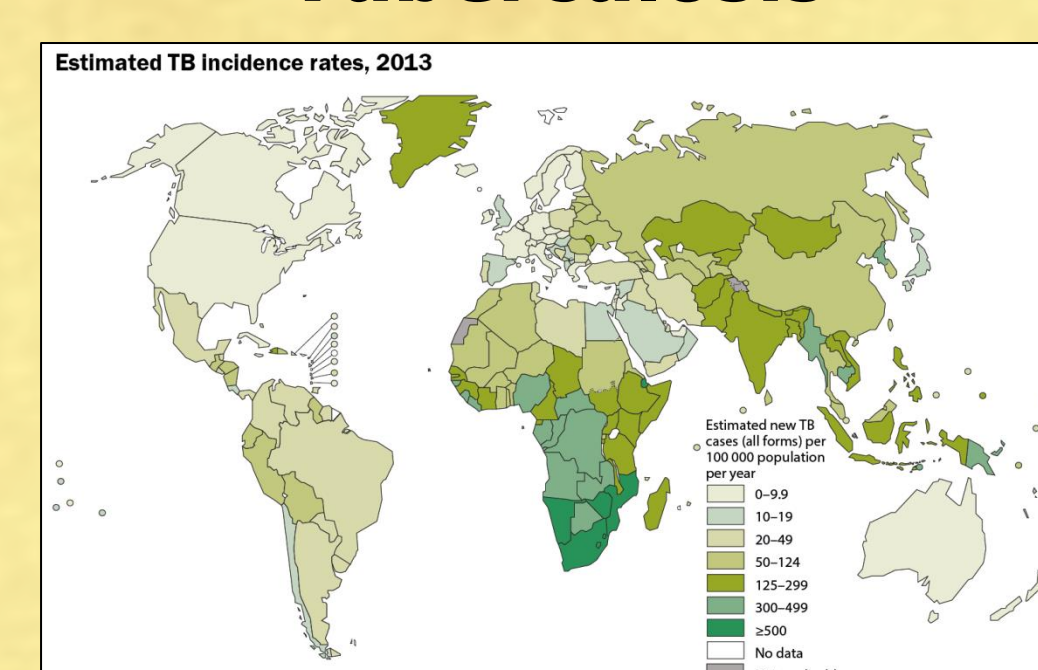 Estimated TB incidence rates, 2013
Estimated new TB
cases (all forms) per
100 000 population
per year
0–9.9
10–19
20–49
50–124
125–299
300–499
≥500
No data